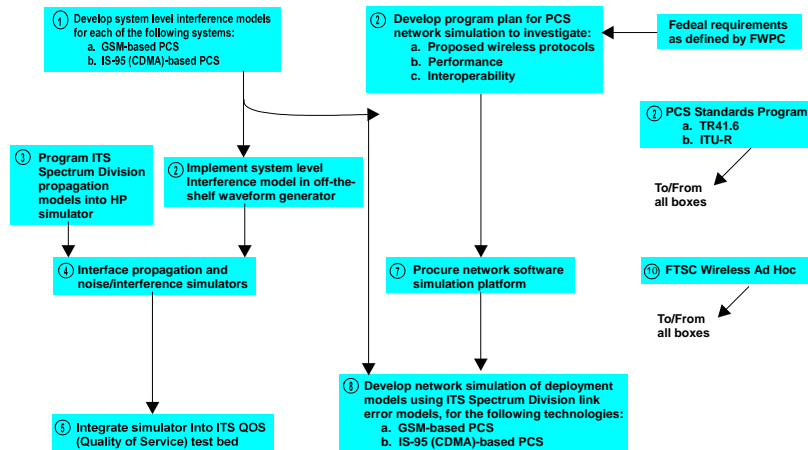 1 Develop system level interference models
for each of the following systems:
a. GSM-based PCS
b. IS-95 (CDMA)-based PCS
2 Develop program plan for PCS
network simulation to investigate:
a. Proposed wireless protocols
b. Performance
c. Interoperability
Federal requirements
as defined by FWPC
2 PCS Standards Program
a. TR41.6
b. ITU-R
To/From
all boxes
3 Program ITS
Spectrum Division
propagation
models into HP
simulator
2 Implement system level
Interference model in off-the-
shelf waveform generator
4 Interface propagation and
noise/interference simulators
7 Procure network software
simulation platform
10 FTSC Wireless Ad Hoc
To/From
all boxes
5 Integrate simulator Into ITS QOS
(Quality of Service) test bed
8 Develop network simulation of deployment
models using ITS Spectrum Division link
error models, for the following technologies:
a. GSM-based PCS
b. IS-95 (CDMA)-based PCS